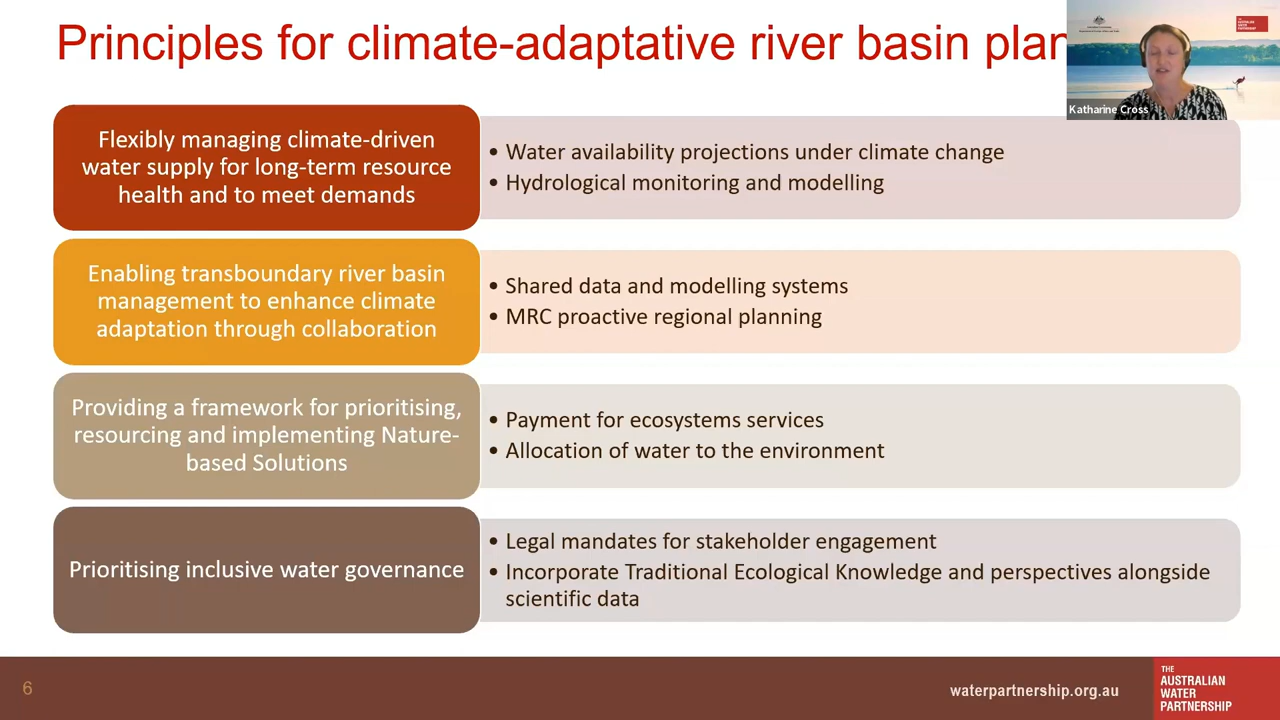 Principles for climate-adaptative river basin plan
Katharine Cross
THE
AUSTRALIAN
WATER
PARTNERSHIP
Flexibly managing climate-driven
water supply for long-term resource
health and to meet demands
• Water availability projections under climate change
• Hydrological monitoring and modelling
Enabling transboundary river basin
management to enhance climate
adaptation through collaboration
• Shared data and modelling systems
• MRC proactive regional planning
Providing a framework for prioritising,
resourcing and implementing Nature-
based Solutions
• Payment for ecosystems services
• Allocation of water to the environment
Prioritising inclusive water governance
• Legal mandates for stakeholder engagement
• Incorporate Traditional Ecological Knowledge and perspectives alongside
scientific data
6
waterpartnership.org.au
THE
AUSTRALIAN
WATER
PARTNERSHIP